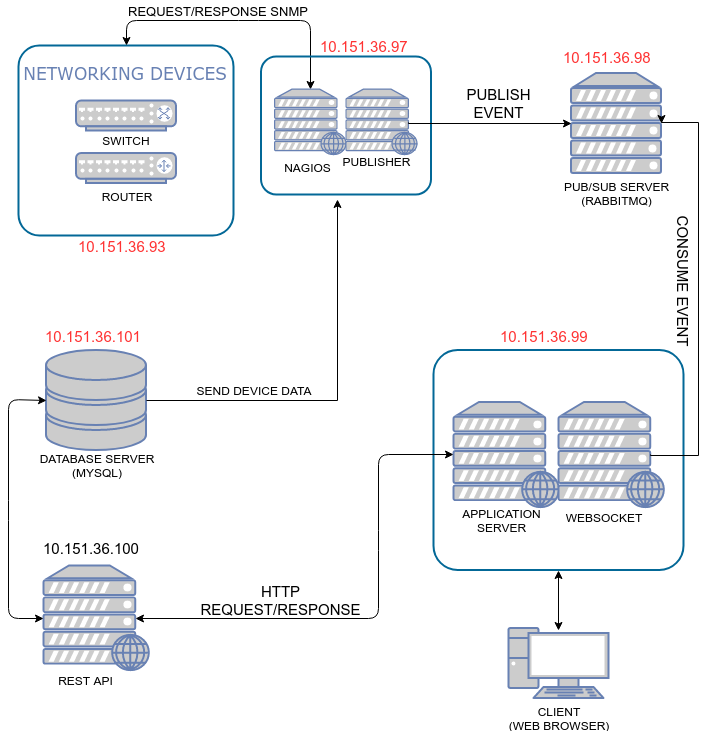 REQUEST/RESPONSE SNMP
10.151.36.97
10.151.36.98
NETWORKING DEVICES
SWITCH
ROUTER
10.151.36.93
NAGIOS
PUBLISHER
PUBLISH
EVENT
PUB/SUB SERVER
(RABBITMQ)
CONSUME EVENT
10.151.36.101
SEND DEVICE DATA
DATABASE SERVER
(MYSQL)
10.151.36.99
APPLICATION
SERVER
WEBSOCKET
10.151.36.100
HTTP
REQUEST/RESPONSE
REST API
CLIENT
(WEB BROWSER)